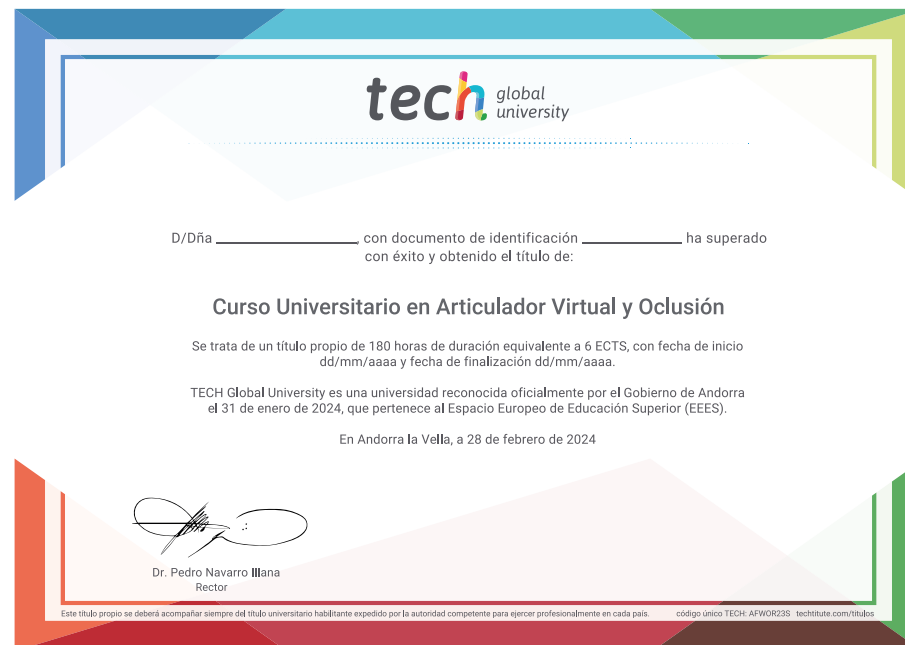 tech global university
D/Dña ____________________, con documento de identificación ______________ ha superado
con éxito y obtenido el título de:
Curso Universitario en Articulador Virtual y Oclusión
Se trata de un título propio de 180 horas de duración equivalente a 6 ECTS, con fecha de inicio
dd/mm/aaaa y fecha de finalización dd/mm/aaaa.
TECH Global University es una universidad reconocida oficialmente por el Gobierno de Andorra
el 31 de enero de 2024, que pertenece al Espacio Europeo de Educación Superior (EEES).
En Andorra la Vella, a 28 de febrero de 2024
Dr. Pedro Navarro Illana
Rector
Este título propio se deberá acompañar siempre del título universitario habilitante expedido por la autoridad competente para ejercer profesionalmente en cada país. código único TECH: AFWOR23S techtitute.com/titulos